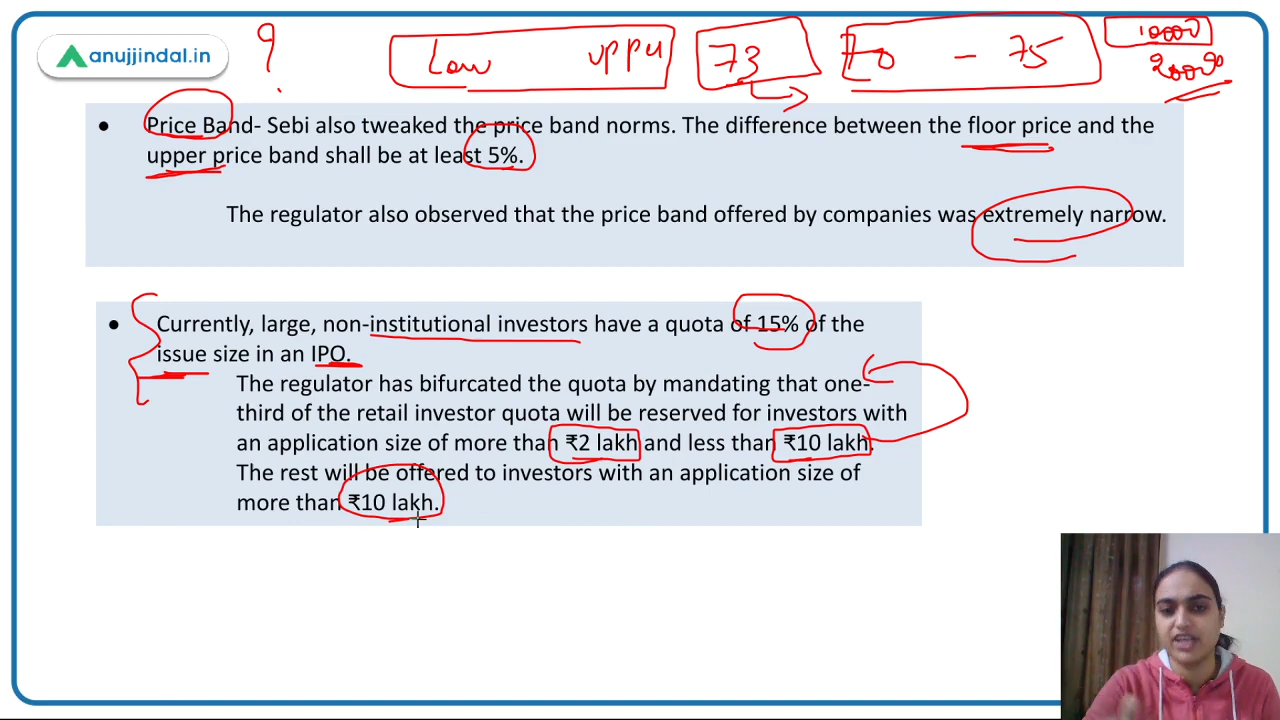 anujjindal.in
?
Low upper
73
70 - 75
10000
20000
• Price Band- Sebi also tweaked the price band norms. The difference between the floor price and the
upper price band shall be at least 5%.
The regulator also observed that the price band offered by companies was extremely narrow.
• Currently, large, non-institutional investors have a quota of 15% of the
issue size in an IPO.
The regulator has bifurcated the quota by mandating that one-
third of the retail investor quota will be reserved for investors with
an application size of more than ₹2 lakh and less than ₹10 lakh.
The rest will be offered to investors with an application size of
more than ₹10 lakh.